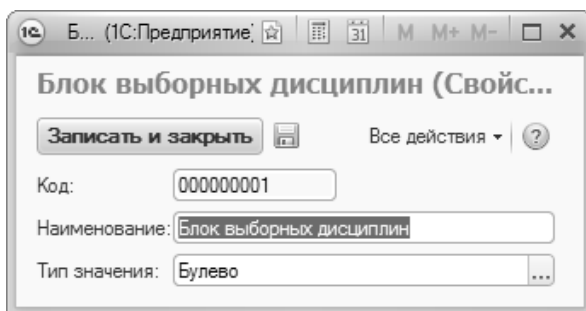 1С Б... (1С:Предприятие) 31 M M+ M-
Блок выборных дисциплин (Свойс...
Записать и закрыть Все действия ?
Код: 000000001
Наименование: Блок выборных дисциплин
Тип значения: Булево ...